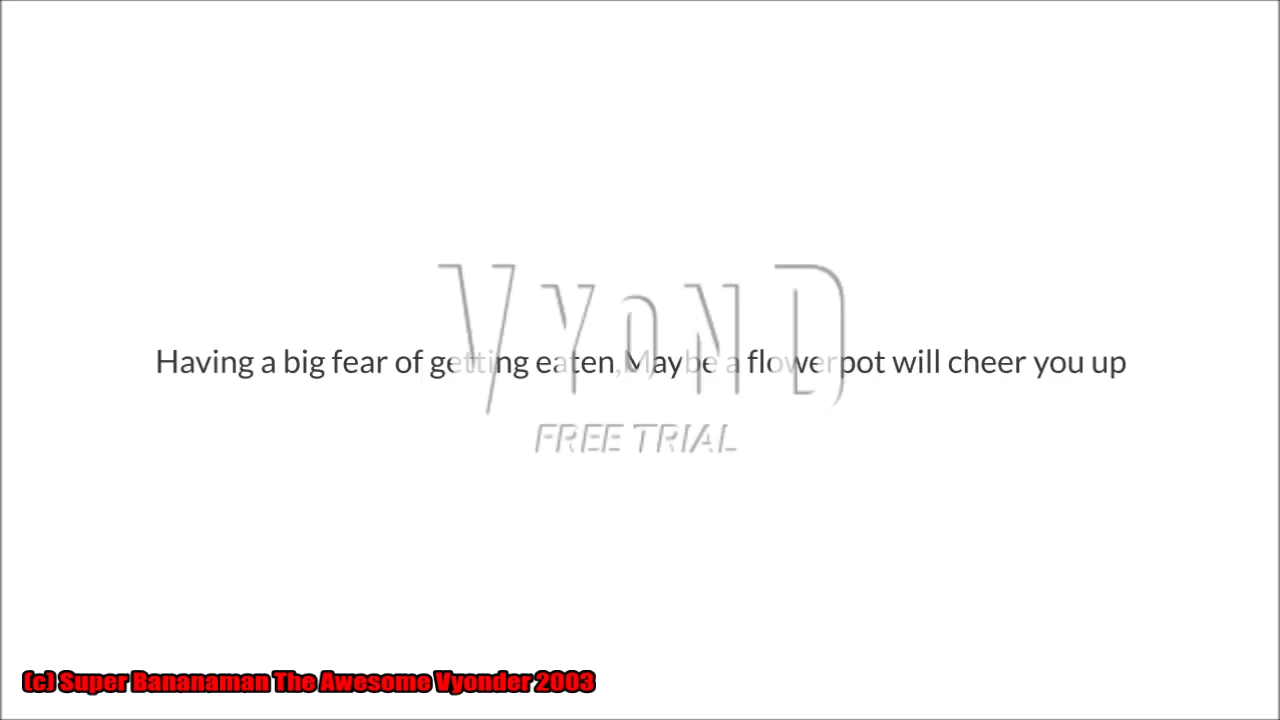 VYOND
Having a big fear of getting eaten,Maybe a flowerpot will cheer you up
FREE TRIAL
(c) Super Bananaman The Awesome Vyonder 2003